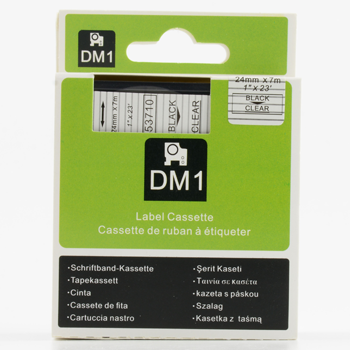 DM1
24mm x 7m
1" x 23'
BLACK
CLEAR
24mm x 7m
1" x 23'
53710
BLACK
CLEAR
DM1
Label Cassette
Cassette de ruban à étiqueter
•Schriftband-Kassette
•Tapekassett
•Cinta
•Cassette de fita
•Cartuccia nastro
•Şerit Kaseti
•Ταινία σε κασέτα
•kazeta s páskou
•Szalag
•Kasetka z taśmą